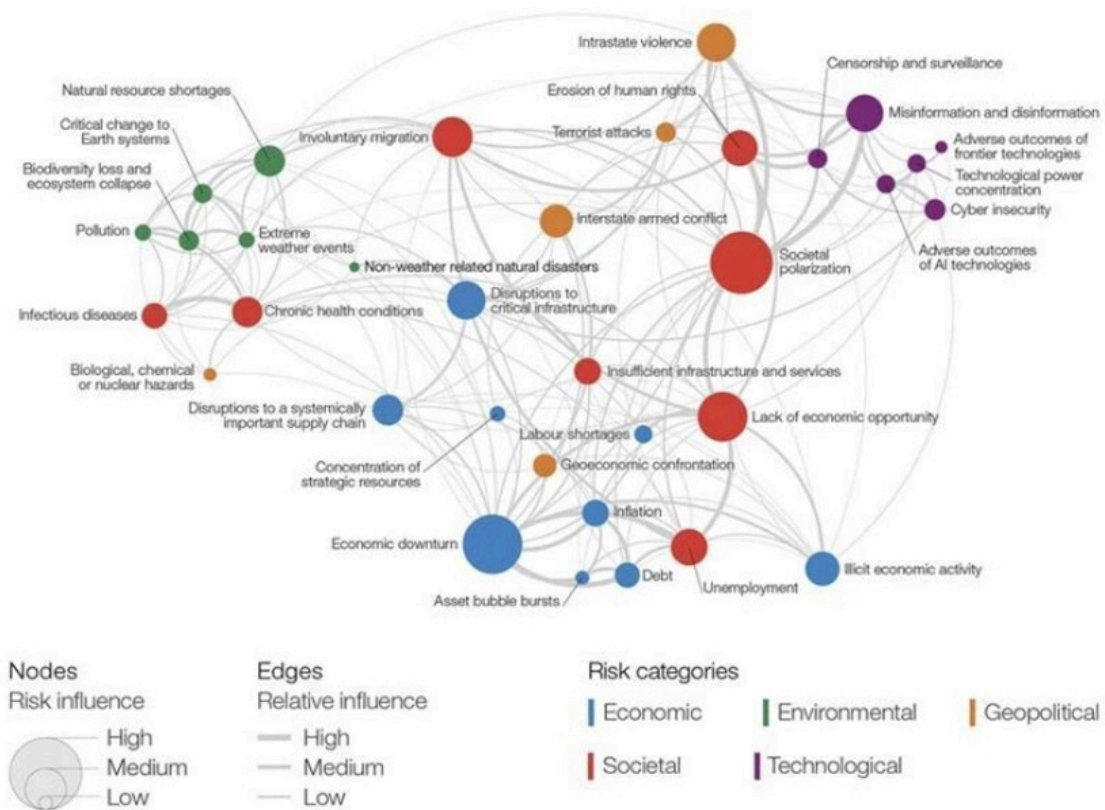 Intrastate violence
Censorship and surveillance
Natural resource shortages
Erosion of human rights
Misinformation and disinformation
Critical change to
Earth systems
Involuntary migration
Terrorist attacks
Adverse outcomes of
frontier technologies
Biodiversity loss and
ecosystem collapse
Technological power
concentration
Pollution
Extreme
weather events
Interstate armed conflict
Cyber insecurity
Non-weather related natural disasters
Societal
polarization
Adverse outcomes
of AI technologies
Disruptions to
critical infrastructure
Infectious diseases
Chronic health conditions
Biological, chemical
or nuclear hazards
Insufficient infrastructure and services
Disruptions to a systemically
important supply chain
Lack of economic opportunity
Labour shortages
Concentration of
strategic resources
Geoeconomic confrontation
Inflation
Economic downturn
Debt
Unemployment
Illicit economic activity
Asset bubble bursts
Nodes
Risk influence
High
Medium
Low
Edges
Relative influence
High
Medium
Low
Risk categories
Economic
Environmental
Geopolitical
Societal
Technological